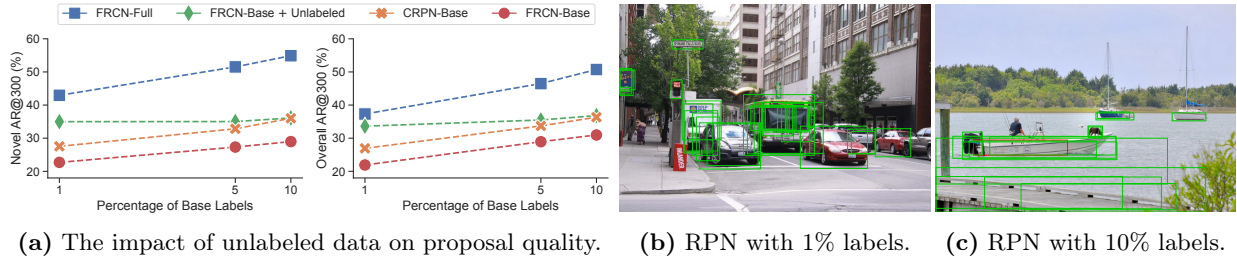 FRCN-Full FRCN-Base + Unlabeled CRPN-Base FRCN-Base
60
50
40
30
20
Novel AR@300 (%)
1 5 10
Percentage of Base Labels
60
50
40
30
20
Overall AR@300 (%)
1 5 10
Percentage of Base Labels
(a) The impact of unlabeled data on proposal quality.
(b) RPN with 1% labels.
(c) RPN with 10% labels.